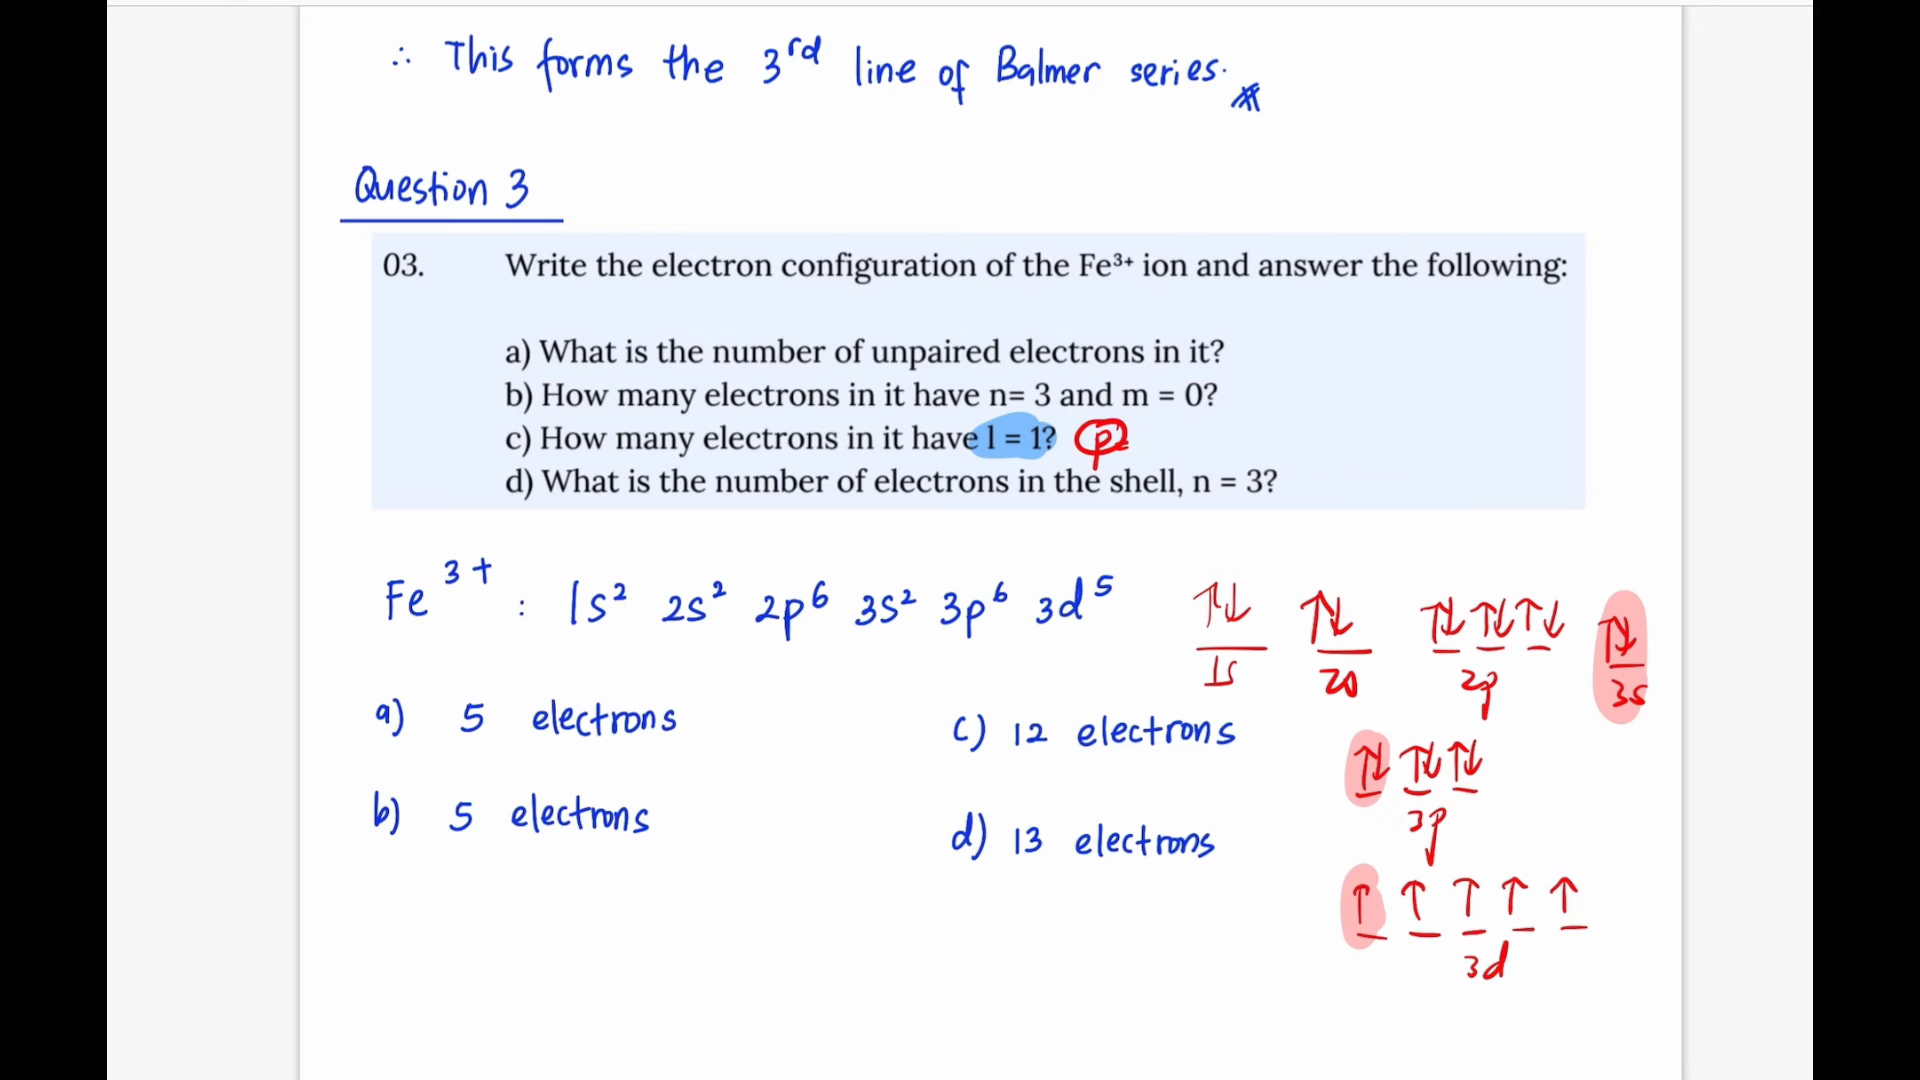 ∴ This forms the 3rd line of Balmer series.
Question 3
03. Write the electron configuration of the Fe³⁺ ion and answer the following:
a) What is the number of unpaired electrons in it?
b) How many electrons in it have n= 3 and m = 0?
c) How many electrons in it have l = 1? p
d) What is the number of electrons in the shell, n = 3?
Fe³⁺ : 1s² 2s² 2p⁶ 3s² 3p⁶ 3d⁵
↑↓ ↑↓ ↑↓ ↑↓ ↑↓ ↑↓
1s 2s 2p 3s
a) 5 electrons
c) 12 electrons
↑↓ ↑↓ ↑↓
3p
b) 5 electrons
d) 13 electrons
↑ ↑ ↑ ↑ ↑
3d